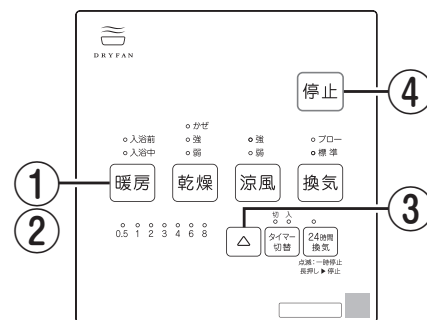 DRYFAN
停止
④
かぜ
入浴前 強 強 ブロー
入浴中 弱 弱 標準
① 暖房 乾燥 涼風 換気
②
③
切 入
0.5 1 2 3 4 6 8
△ タイマー切替 24時間換気
点滅:一時停止
長押し▶停止